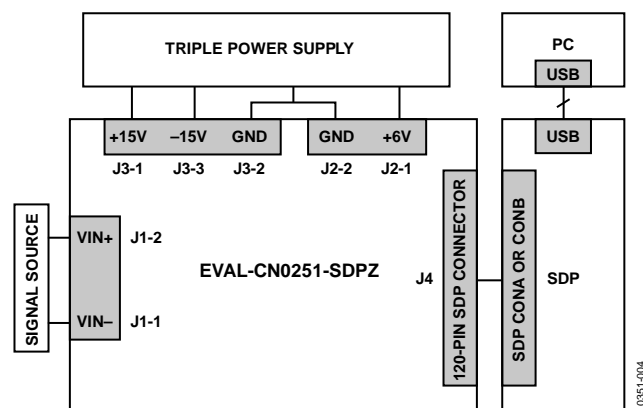 TRIPLE POWER SUPPLY
PC
USB
+15V –15V GND GND +6V
USB
J3-1 J3-3 J3-2 J2-2 J2-1
SIGNAL SOURCE
VIN+ J1-2
VIN– J1-1
EVAL-CN0251-SDPZ
J4
120-PIN SDP CONNECTOR
SDP CONA OR CONB
SDP
0351-004